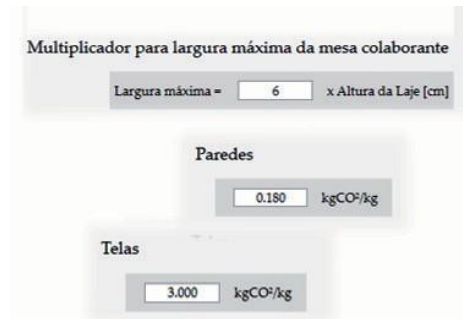 Multiplicador para largura máxima da mesa colaborante
Largura máxima = 6 x Altura da Laje [cm]
Paredes
0.180 kgCO²/kg
Telas
3.000 kgCO²/kg